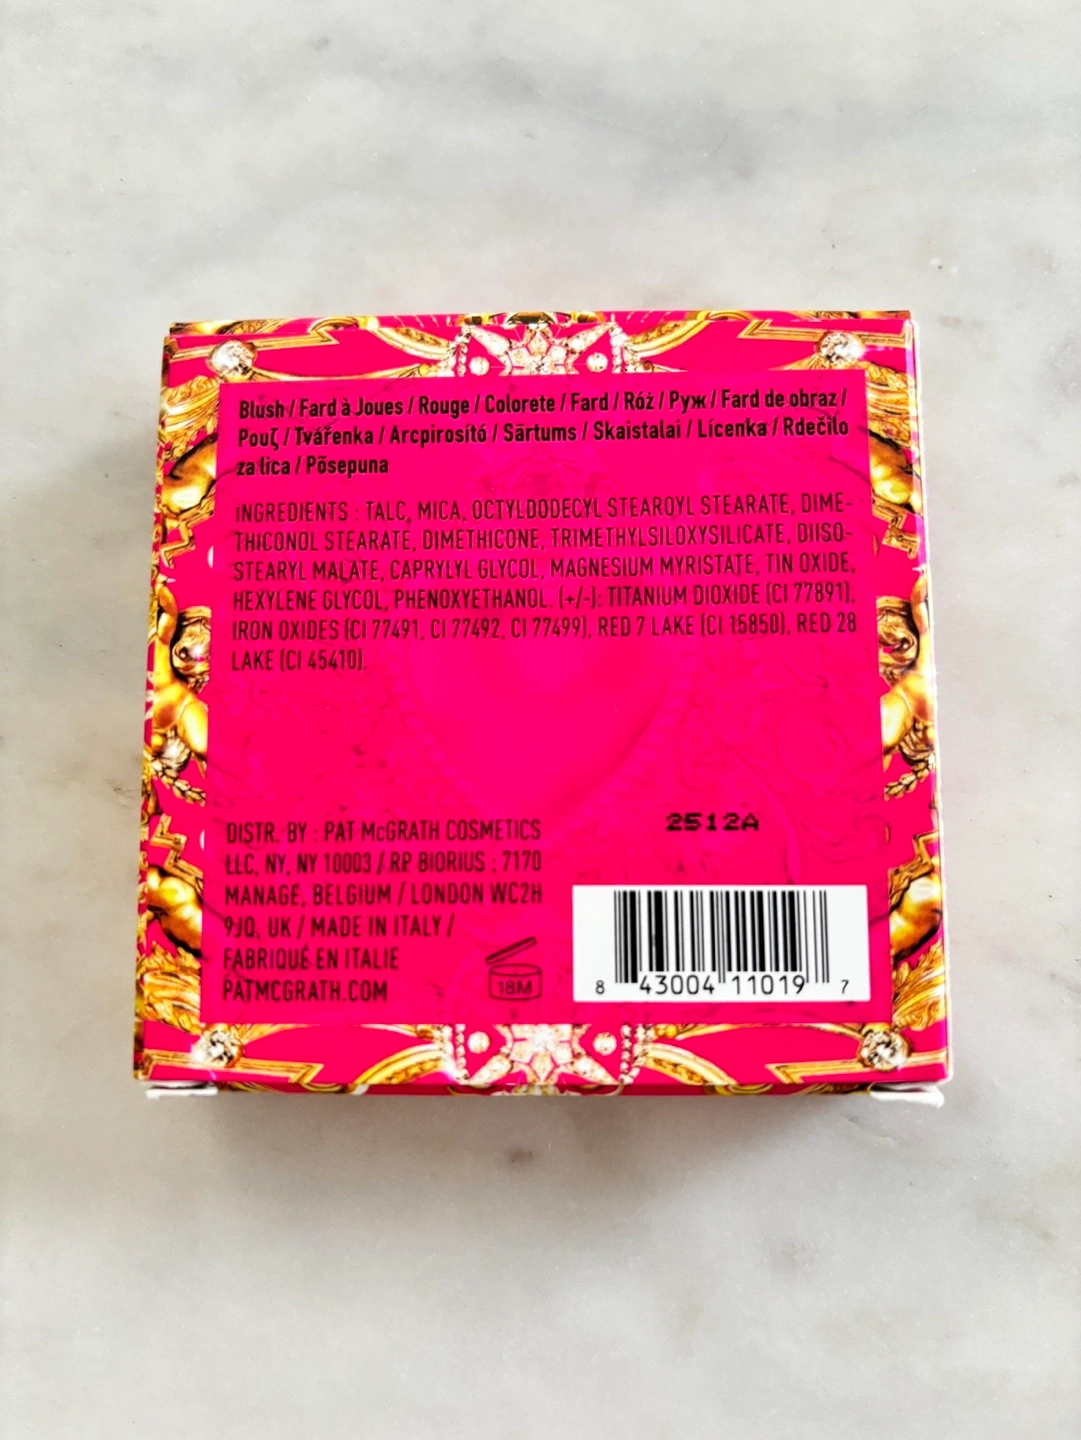 Blush / Fard à Joues / Rouge / Colorete / Fard / Róż / Руж / Fard de obraz /
Ρουζ / Tvářenka / Arcpirosító / Sārtums / Skaistalai / Lícenka / Rdečilo
za lica / Põsepuna
INGREDIENTS : TALC, MICA, OCTYLDODECYL STEAROYL STEARATE, DIME-
THICONOL STEARATE, DIMETHICONE, TRIMETHYLSILOXYSILICATE, DIISO-
STEARYL MALATE, CAPRYLYL GLYCOL, MAGNESIUM MYRISTATE, TIN OXIDE,
HEXYLENE GLYCOL, PHENOXYETHANOL. (+/-): TITANIUM DIOXIDE (CI 77891),
IRON OXIDES (CI 77491, CI 77492, CI 77499), RED 7 LAKE (CI 15850), RED 28
LAKE (CI 45410).
DISTR. BY : PAT McGRATH COSMETICS
LLC, NY, NY 10003 / RP BIORIUS : 7170
MANAGE, BELGIUM / LONDON WC2H
9JQ, UK / MADE IN ITALY /
FABRIQUÉ EN ITALIE
PATMCGRATH.COM
18M
2512A
8 43004 11019 7